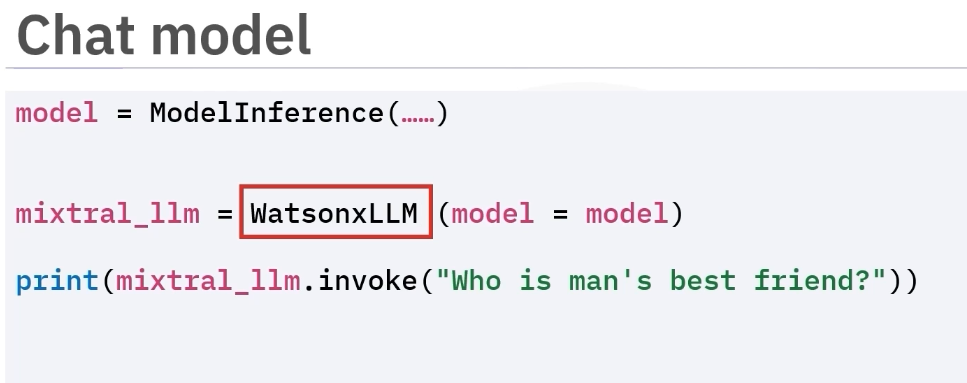 Chat model
model = ModelInference(……)
mixtral_llm = WatsonxLLM (model = model)
print(mixtral_llm.invoke("Who is man's best friend?"))